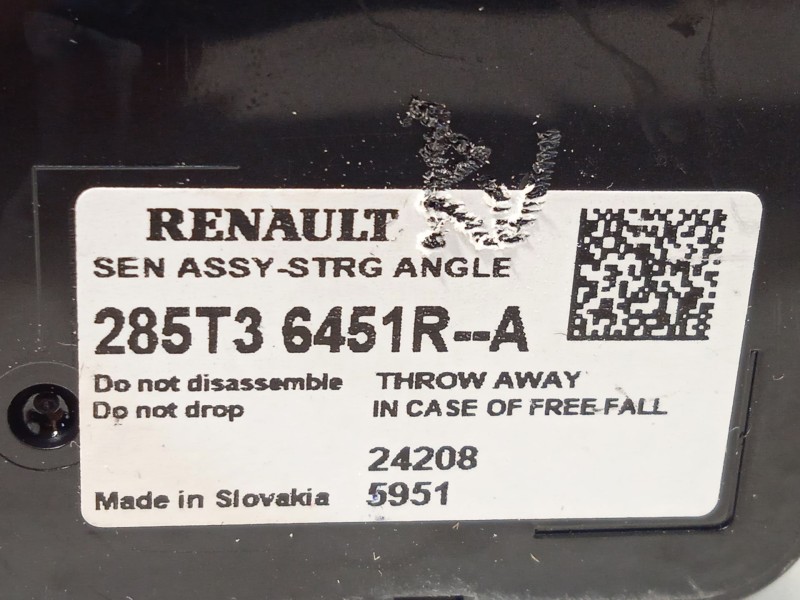 RENAULT
SEN ASSY-STRG ANGLE
285T3 6451R--A
Do not disassemble THROW AWAY
Do not drop IN CASE OF FREE FALL
24208
Made in Slovakia 5951